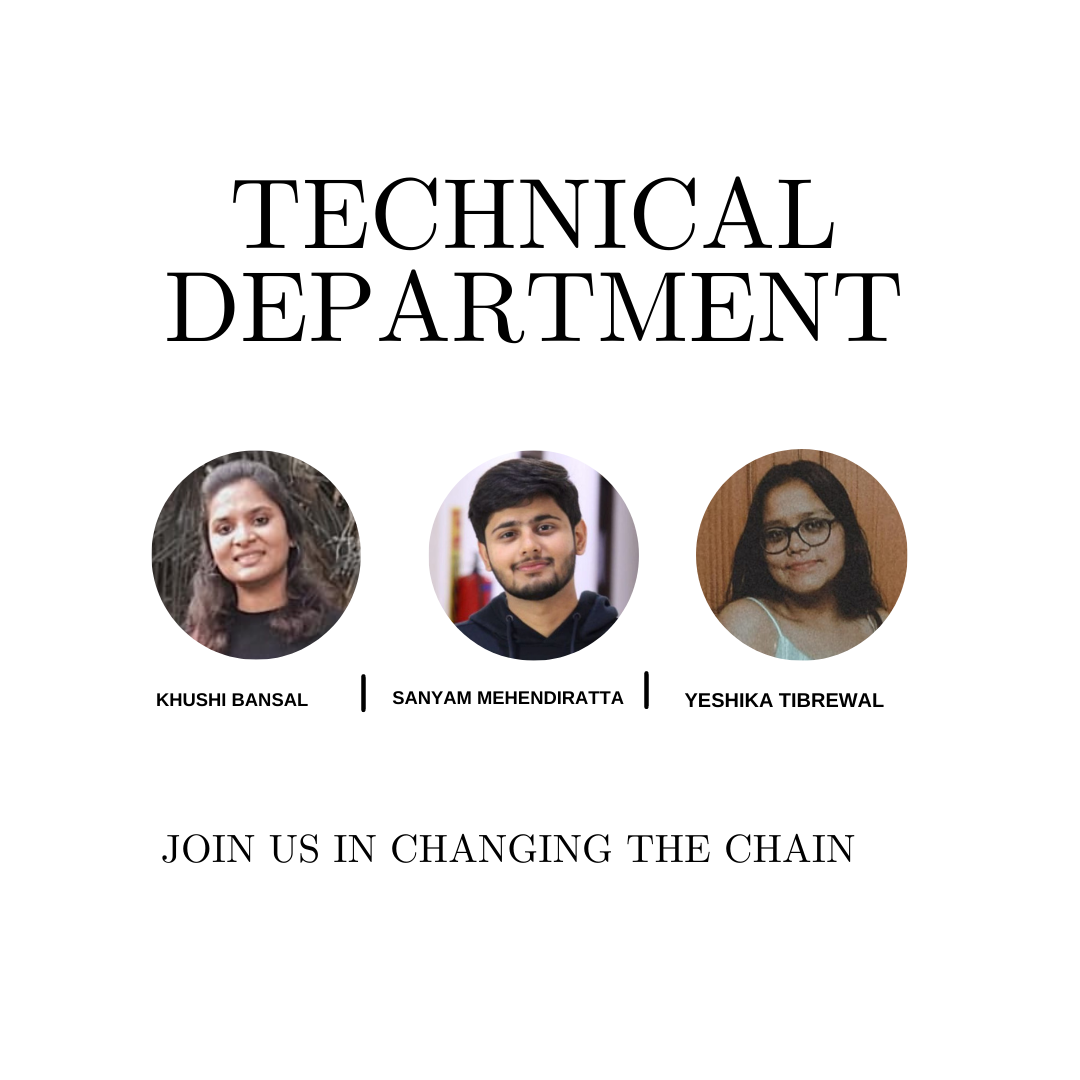 TECHNICAL
DEPARTMENT
KHUSHI BANSAL | SANYAM MEHENDIRATTA | YESHIKA TIBREWAL
JOIN US IN CHANGING THE CHAIN